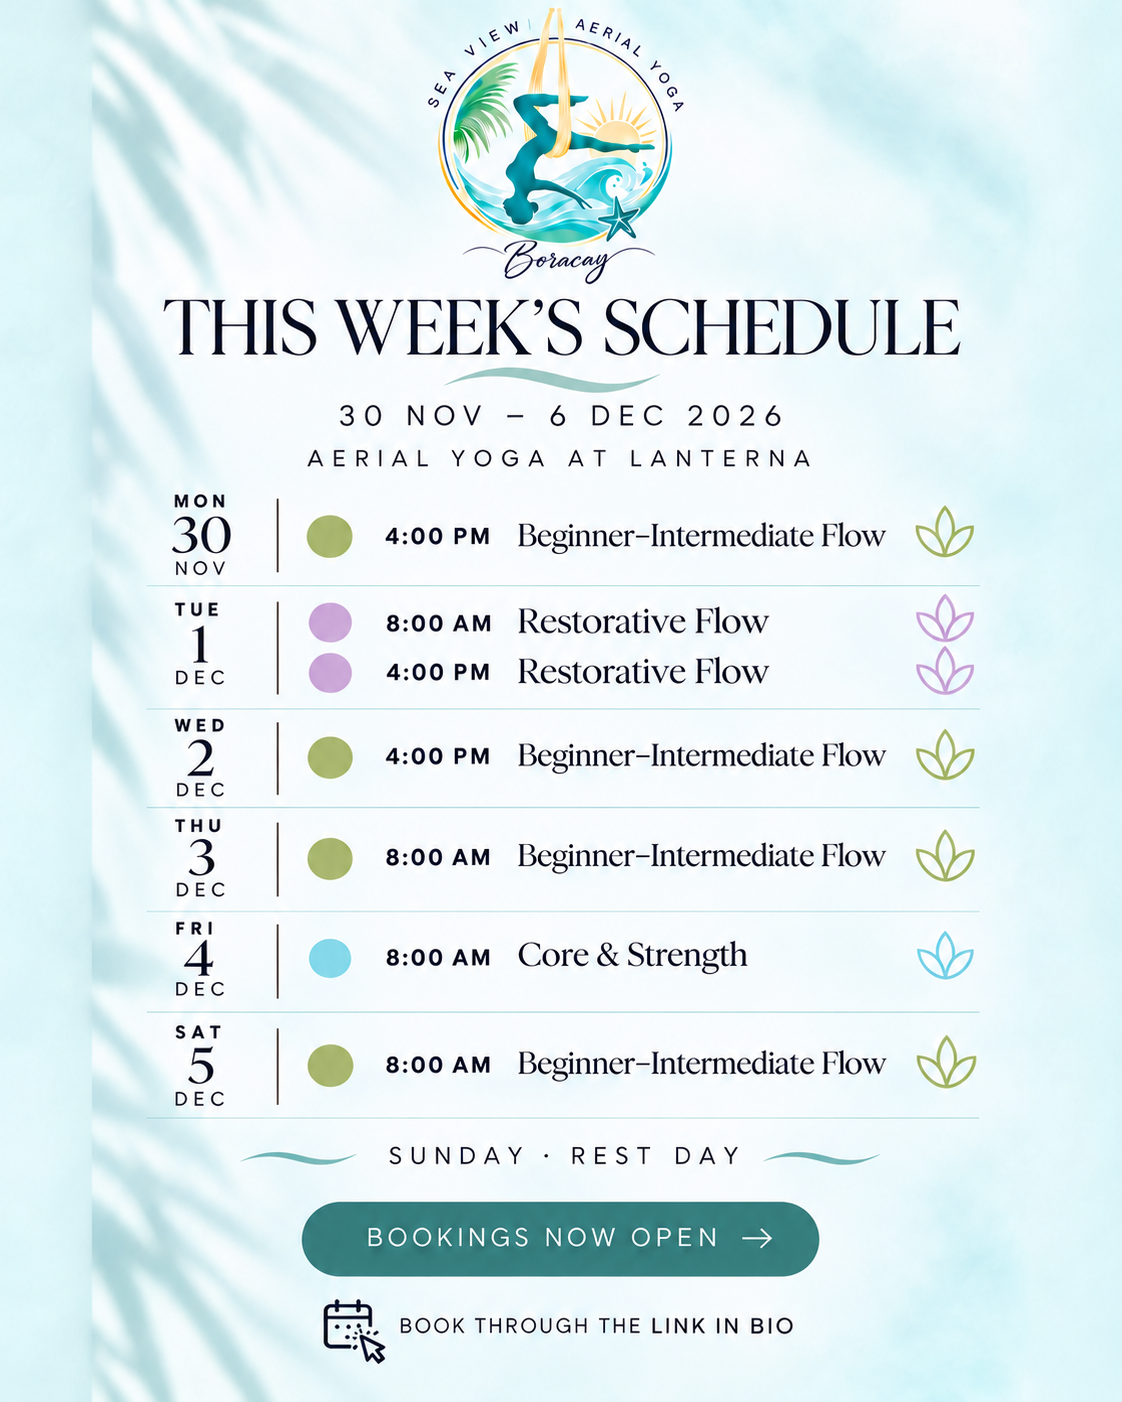 SEA VIEW | AERIAL YOGA
Boracay
THIS WEEK'S SCHEDULE
30 NOV – 6 DEC 2026
AERIAL YOGA AT LANTERNA
MON
30
NOV
4:00 PM Beginner–Intermediate Flow
TUE
1
DEC
8:00 AM Restorative Flow
4:00 PM Restorative Flow
WED
2
DEC
4:00 PM Beginner–Intermediate Flow
THU
3
DEC
8:00 AM Beginner–Intermediate Flow
FRI
4
DEC
8:00 AM Core & Strength
SAT
5
DEC
8:00 AM Beginner–Intermediate Flow
SUNDAY · REST DAY
BOOKINGS NOW OPEN →
BOOK THROUGH THE LINK IN BIO